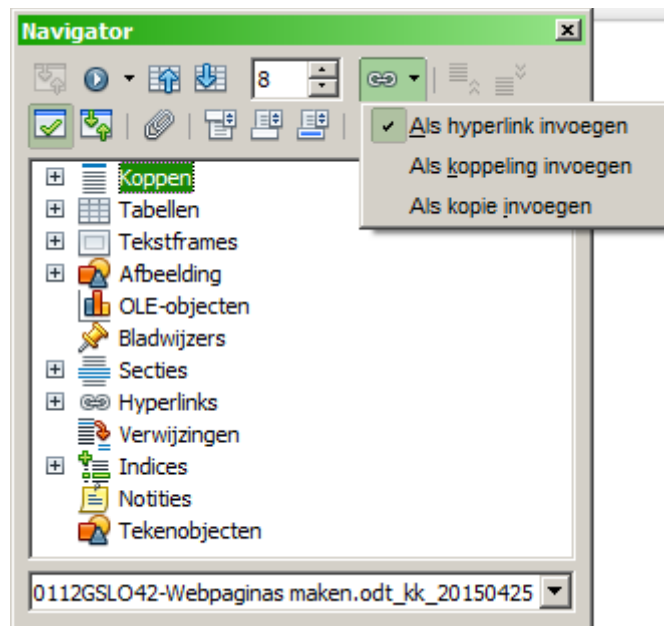 Navigator
8
Als hyperlink invoegen
Als koppeling invoegen
Als kopie invoegen
Koppen
Tabellen
Tekstframes
Afbeelding
OLE-objecten
Bladwijzers
Secties
Hyperlinks
Verwijzingen
Indices
Notities
Tekenobjecten
0112GSLO42-Webpaginas maken.odt_kk_20150425